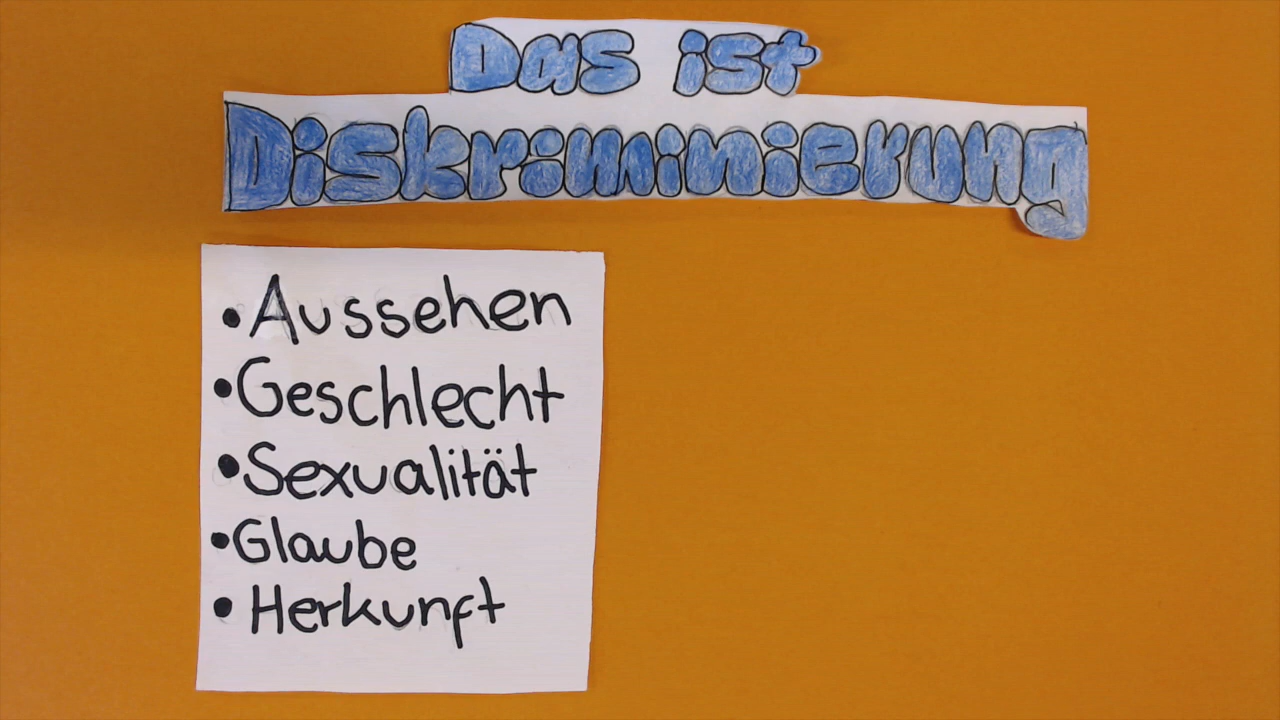 Das ist
Diskriminierung
• Aussehen
• Geschlecht
• Sexualität
• Glaube
• Herkunft